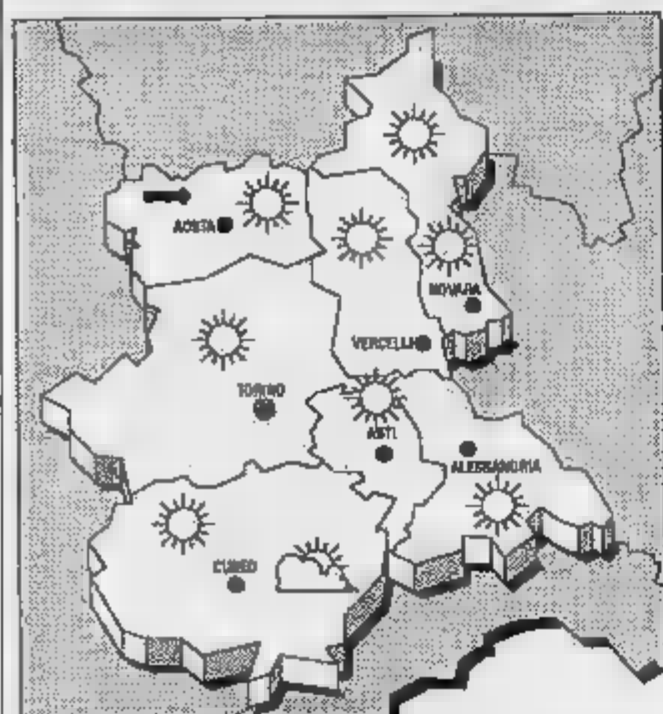 AOSTA
NOVARA
VERCELLI
TORINO
ASTI
ALESSANDRIA
CUNEO